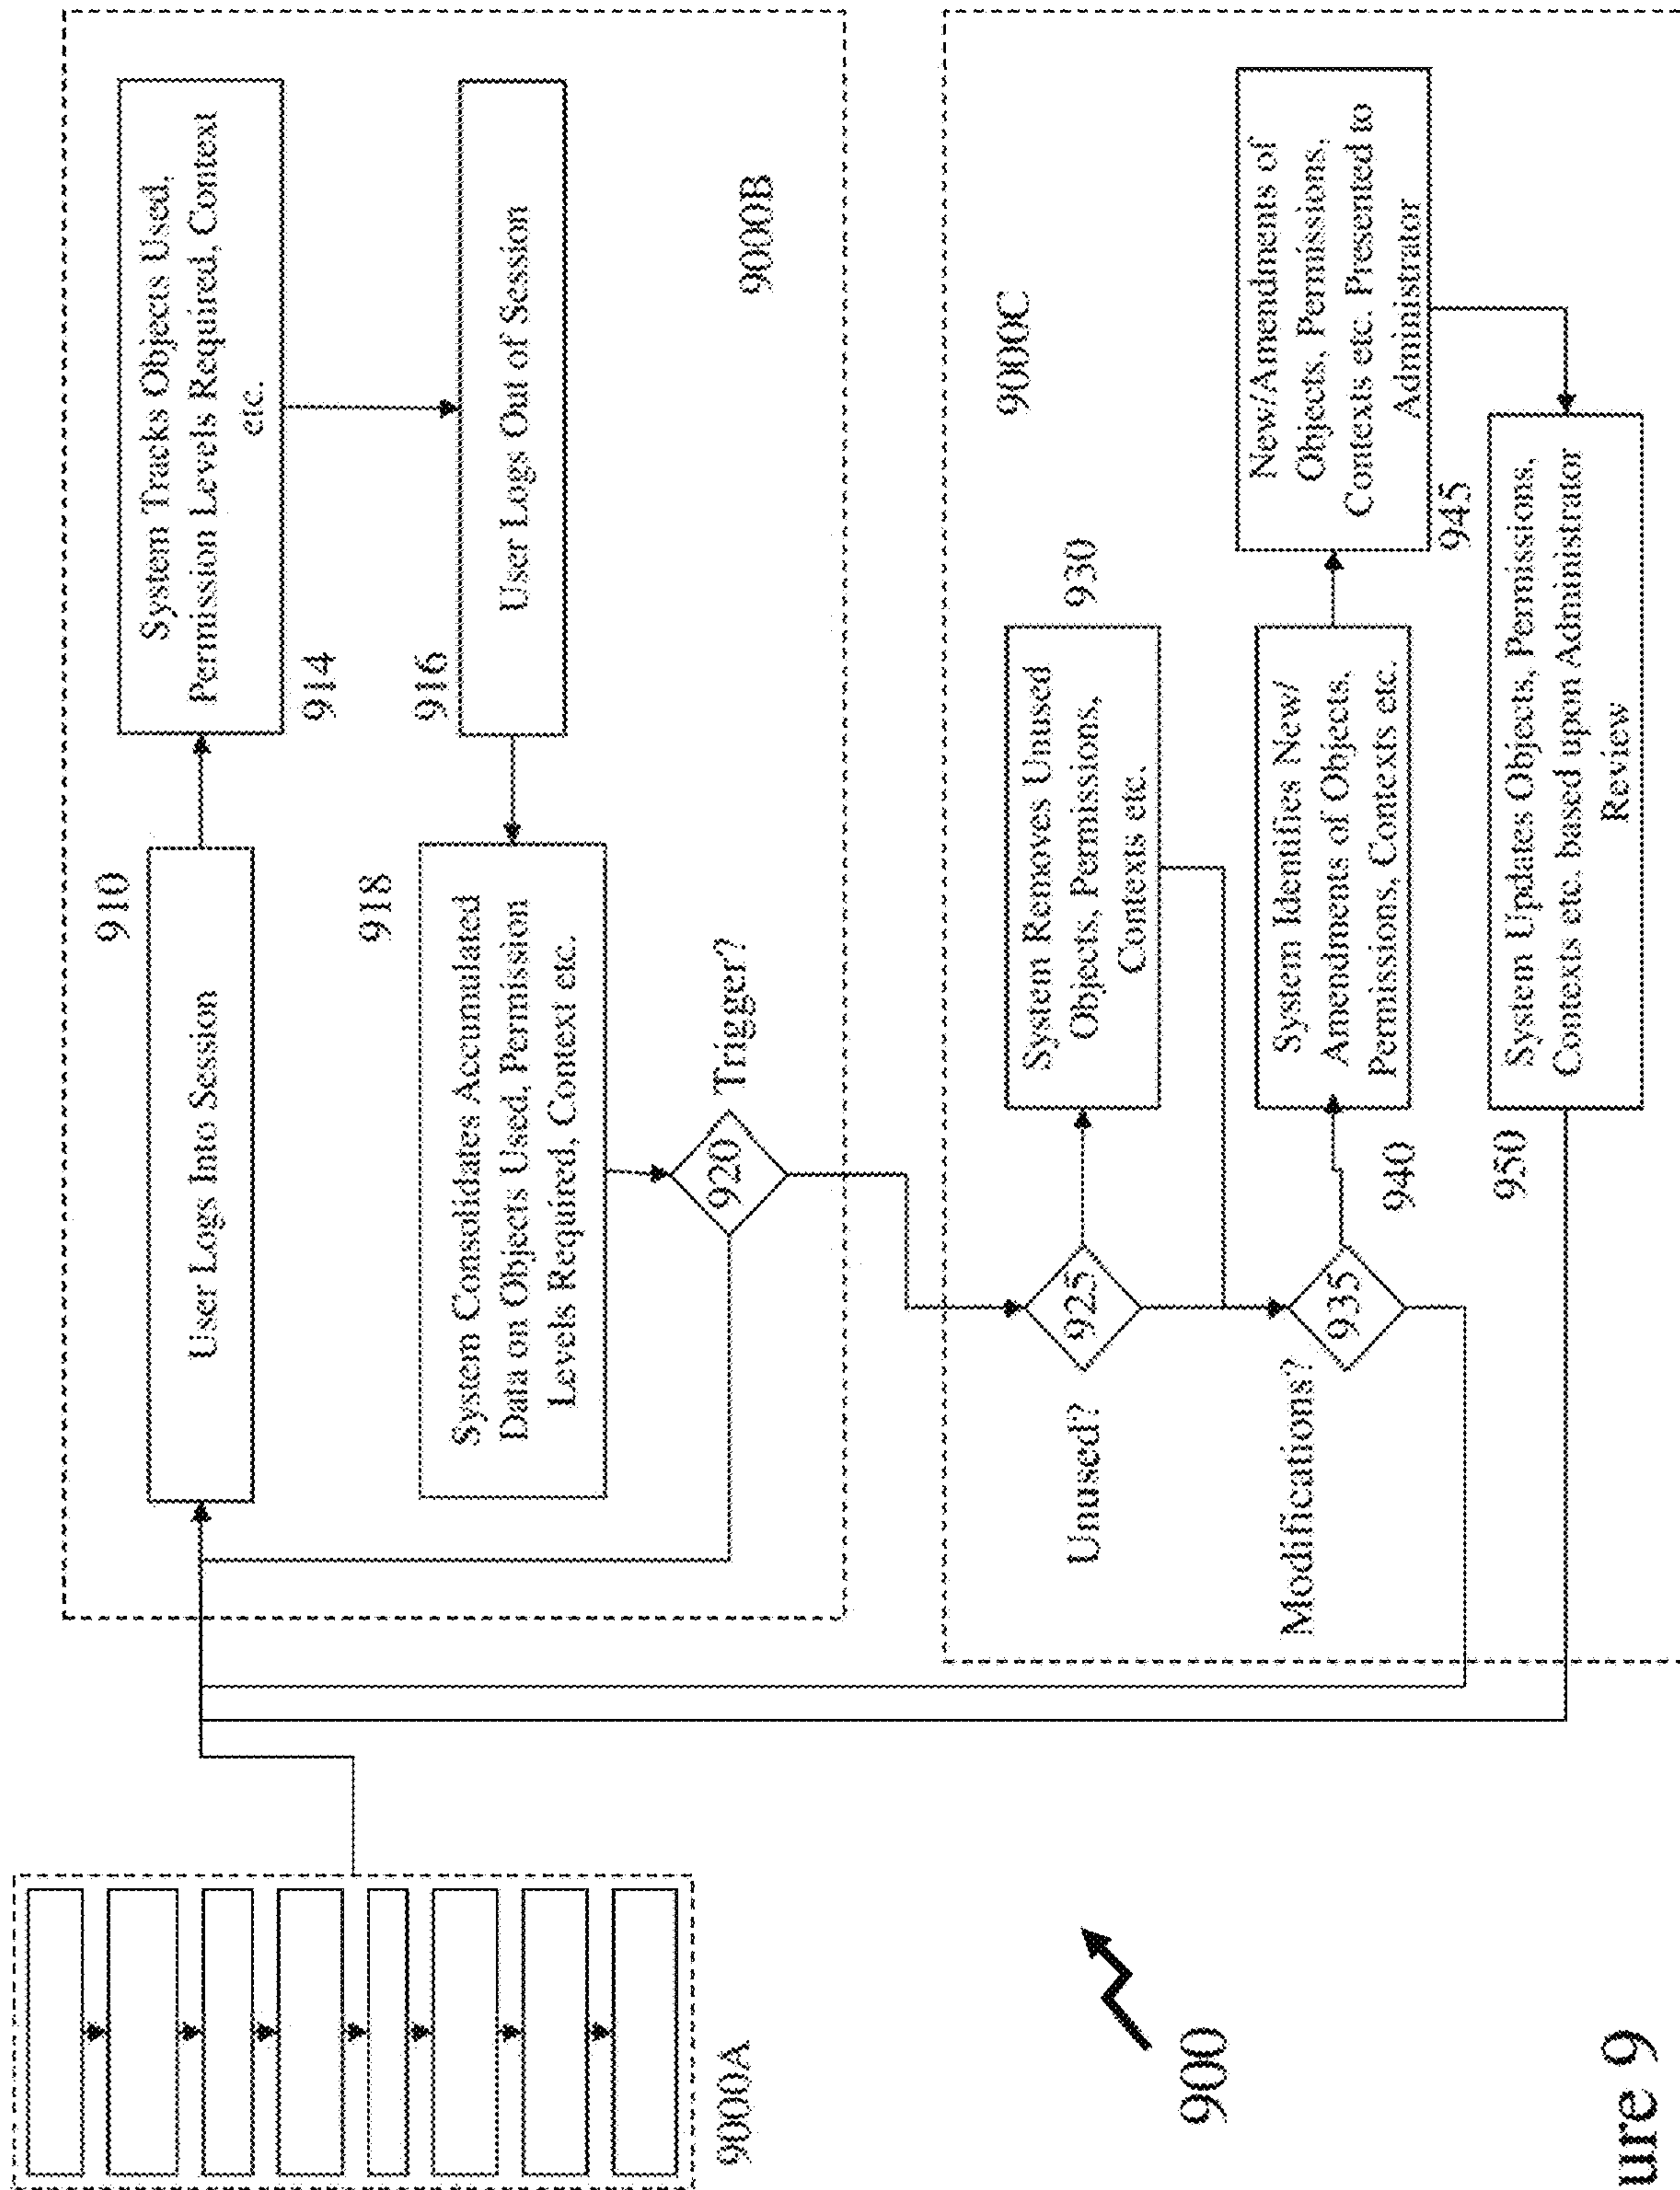 9000A
910
User Logs Into Session
System Tracks Objects Used,
Permission Levels Required, Context
etc.
914
916
User Logs Out of Session
918
System Consolidates Accumulated
Data on Objects Used, Permission
Levels Required, Context etc.
920
Trigger?
9000B
9000C
Unused?
925
System Removes Unused
Objects, Permissions,
Contexts etc.
930
Modifications?
935
System Identifies New/
Amendments of Objects,
Permissions, Contexts etc.
940
New/Amendments of
Objects, Permissions,
Contexts etc. Presented to
Administrator
945
950
System Updates Objects, Permissions,
Contexts etc. based upon Administrator
Review
900
ure 9